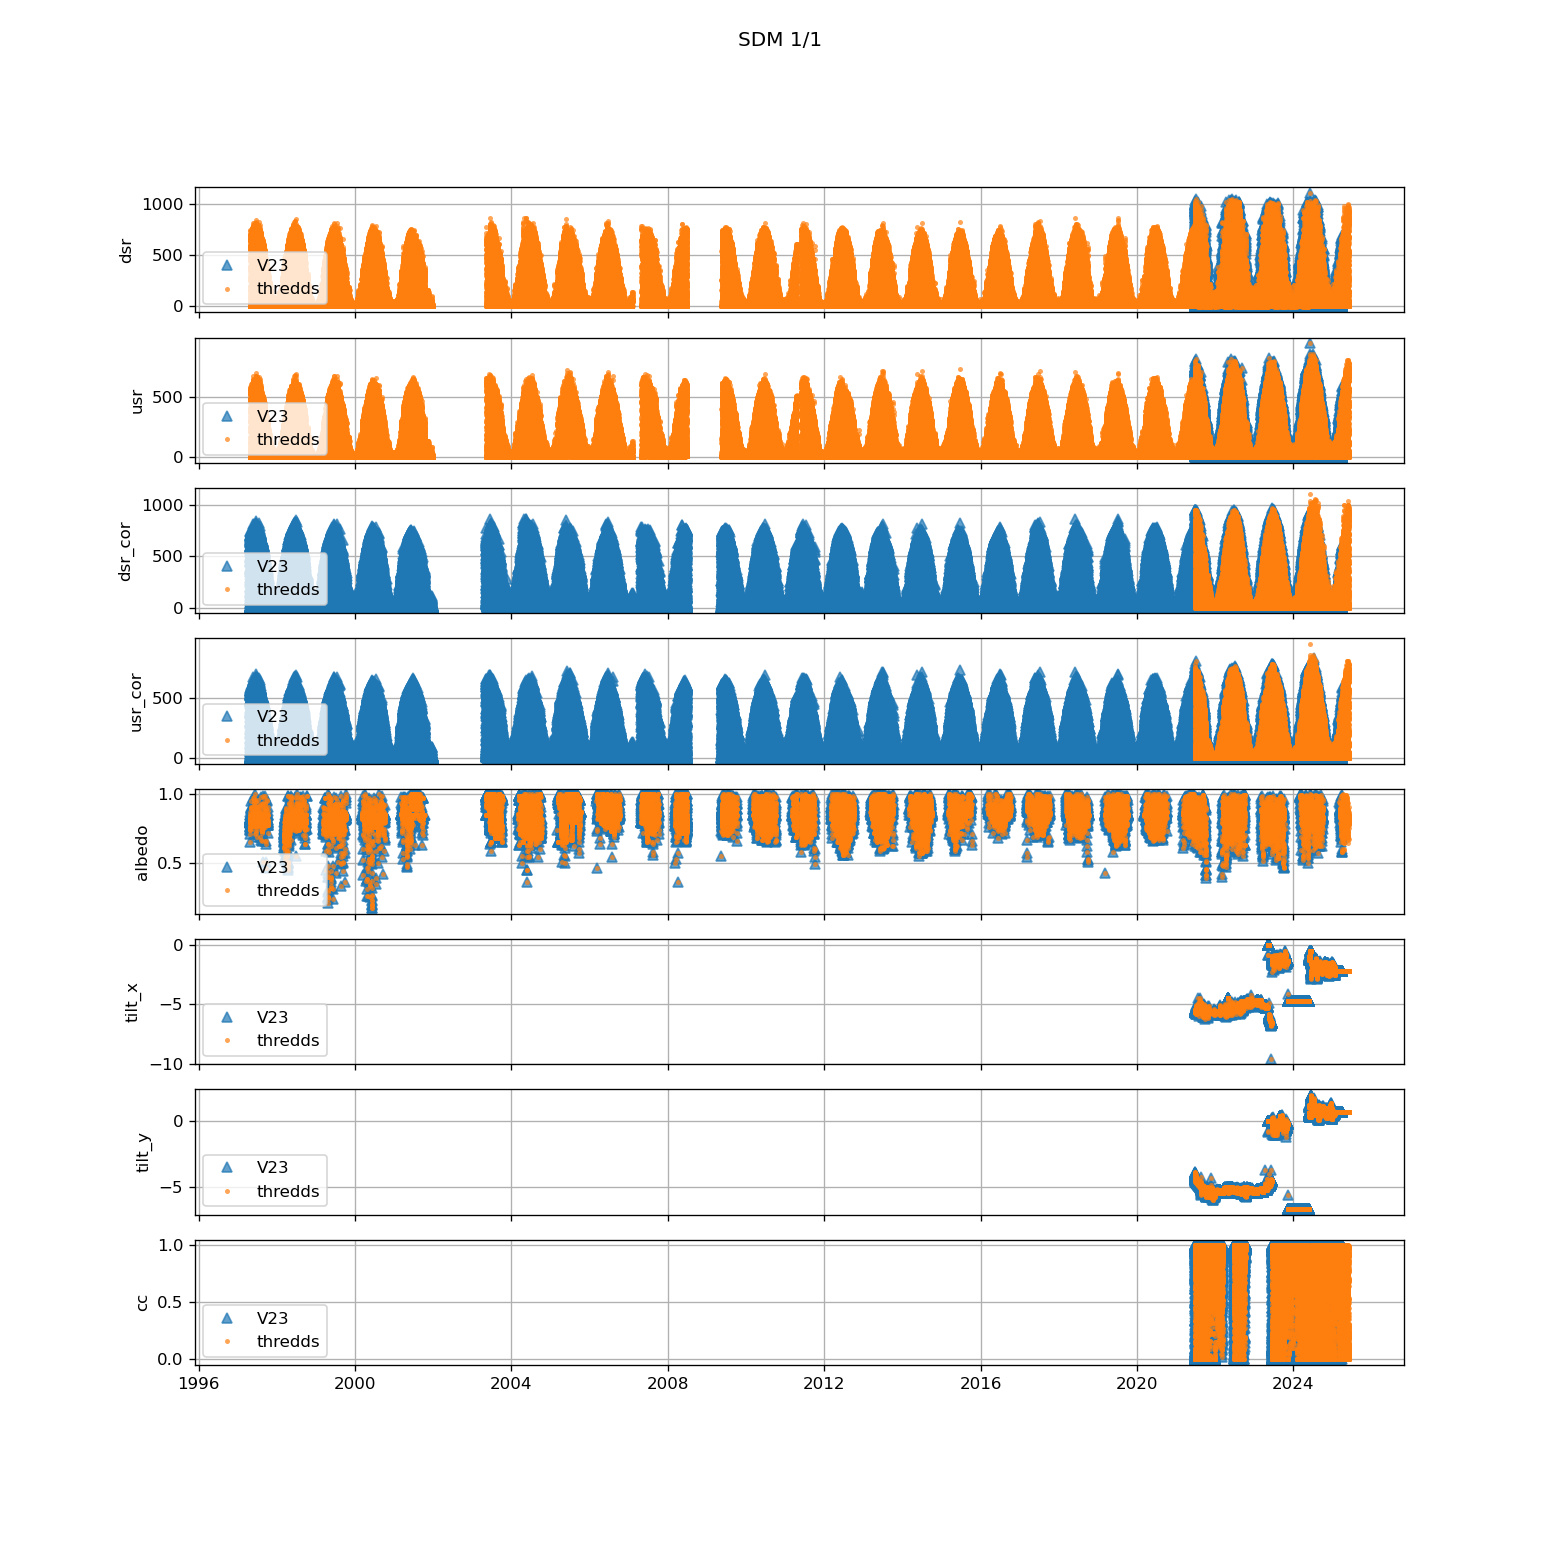 SDM 1/1
dsr
1000
500
0
V23
thredds
usr
500
0
V23
thredds
dsr_cor
1000
500
0
V23
thredds
usr_cor
500
0
V23
thredds
albedo
1.0
0.5
V23
thredds
tilt_x
0
−5
−10
V23
thredds
tilt_y
0
−5
V23
thredds
cc
1.0
0.5
0.0
V23
thredds
1996 2000 2004 2008 2012 2016 2020 2024